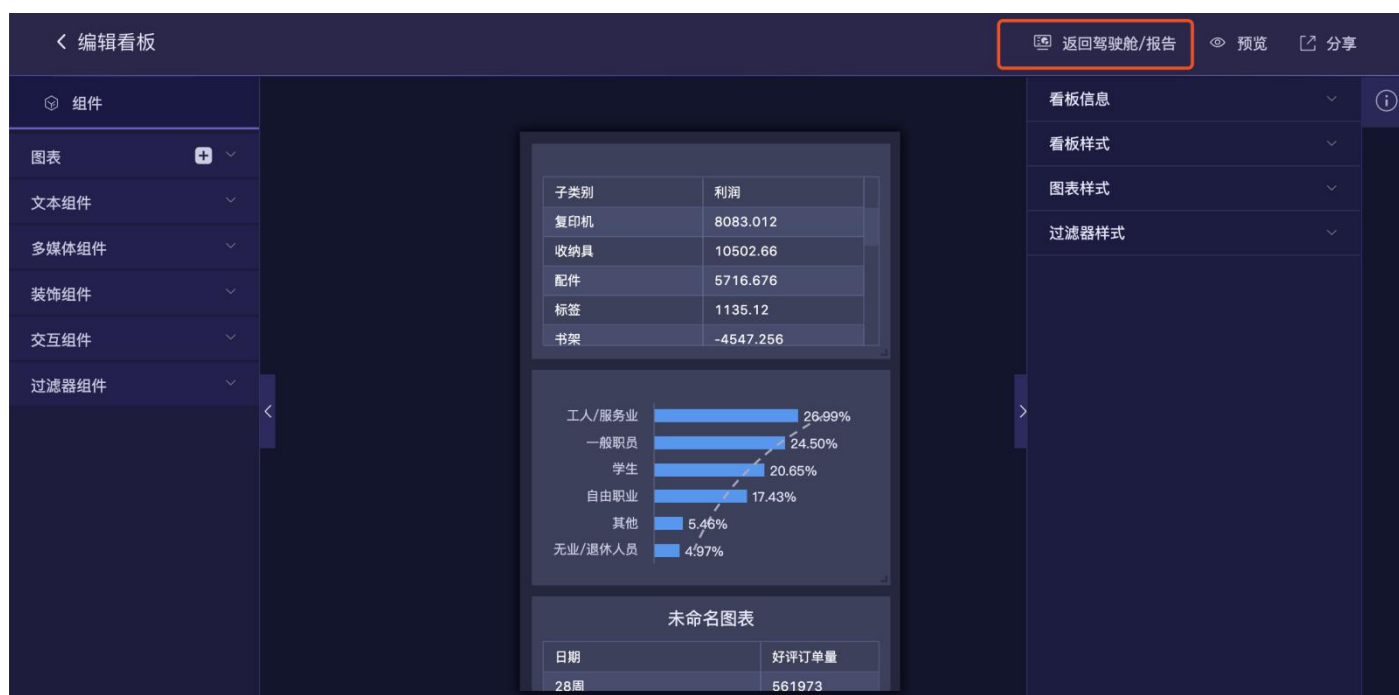 编辑看板
返回驾驶舱/报告
预览
分享
组件
图表
文本组件
多媒体组件
装饰组件
交互组件
过滤器组件
子类别 利润
复印机 8083.012
收纳具 10502.66
配件 5716.676
标签 1135.12
书架 -4547.256
工人/服务业 26.99%
一般职员 24.50%
学生 20.65%
自由职业 17.43%
其他 5.46%
无业/退休人员 4.97%
未命名图表
日期 好评订单量
28周 561973
看板信息
看板样式
图表样式
过滤器样式